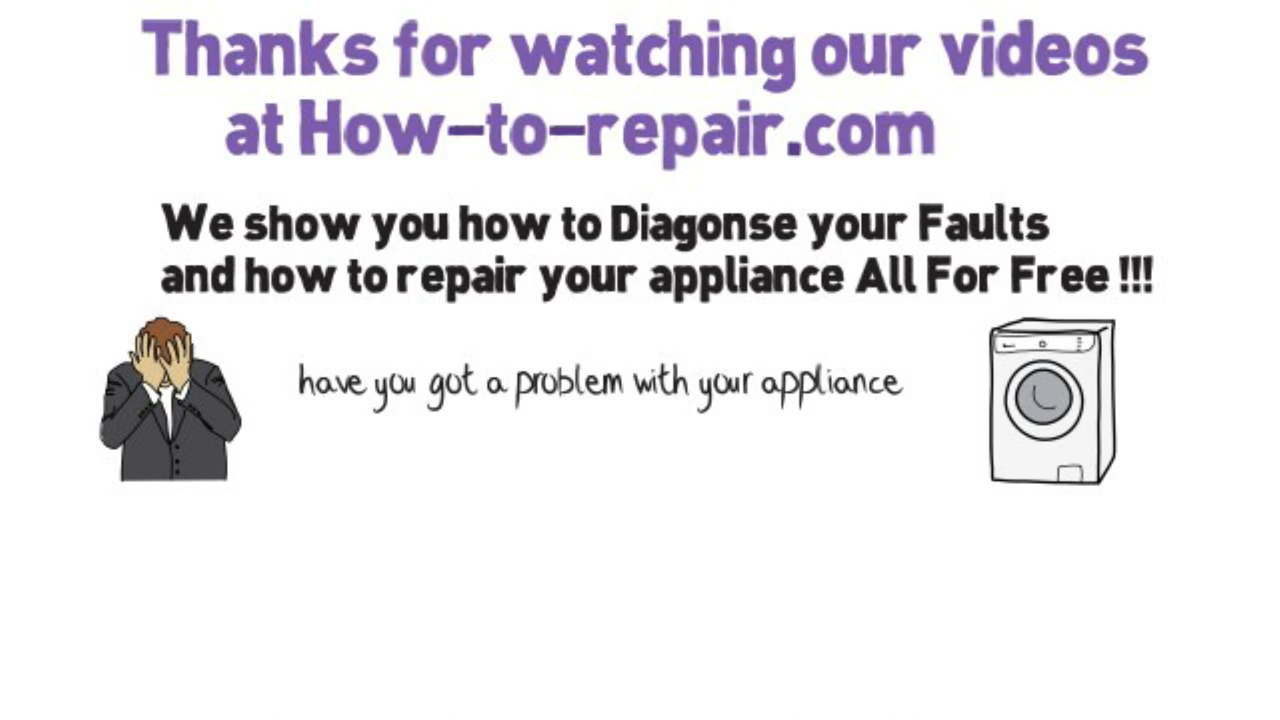 Thanks for watching our videos
at How-to-repair.com
We show you how to Diagonse your Faults
and how to repair your appliance All For Free !!!
have you got a problem with your appliance